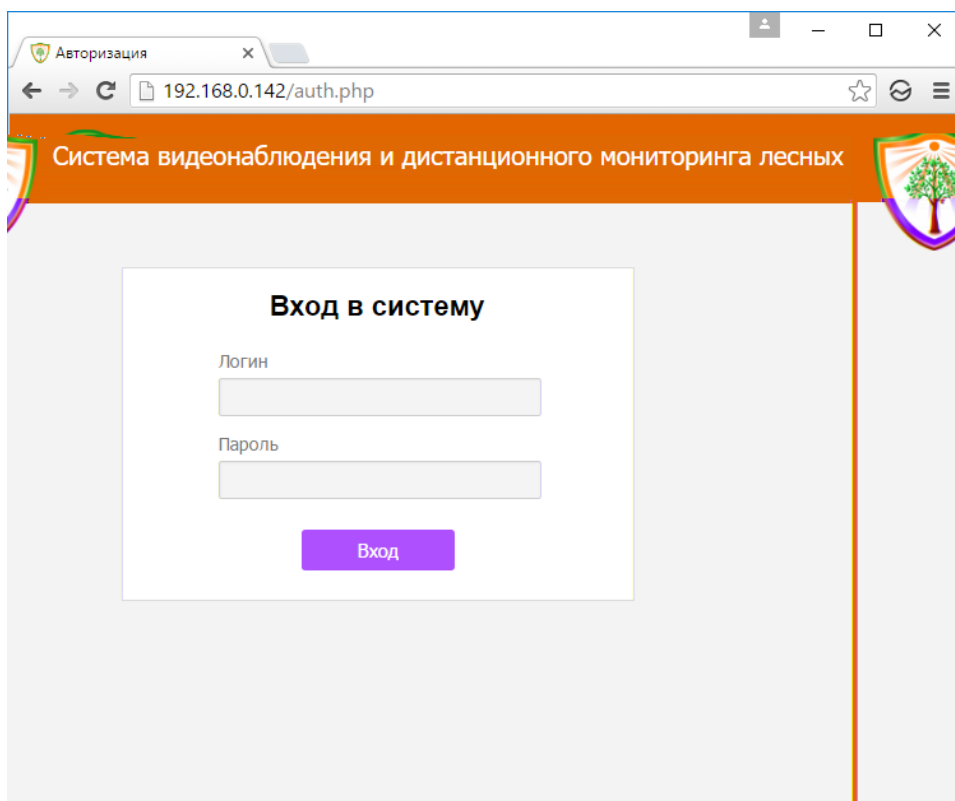 Авторизация
192.168.0.142/auth.php
Система видеонаблюдения и дистанционного мониторинга лесных
Вход в систему
Логин
Пароль
Вход